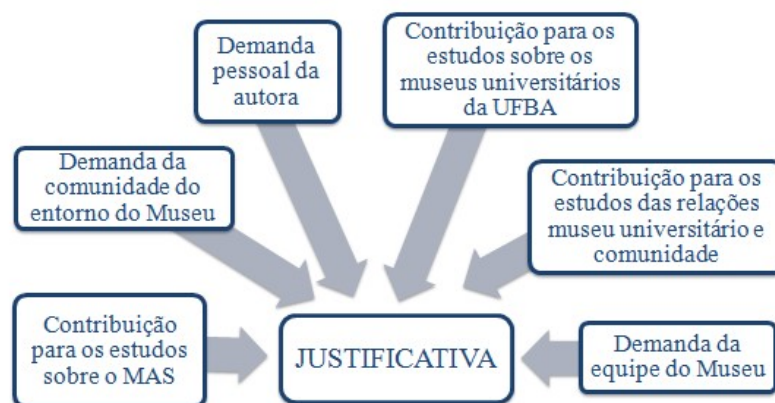 Demanda
pessoal da
autora
Contribuição para os
estudos sobre os
museus universitários
da UFBA
Demanda da
comunidade do
entorno do Museu
Contribuição para os
estudos das relações
museu universitário e
comunidade
Contribuição
para os estudos
sobre o MAS
JUSTIFICATIVA
Demanda da
equipe do Museu